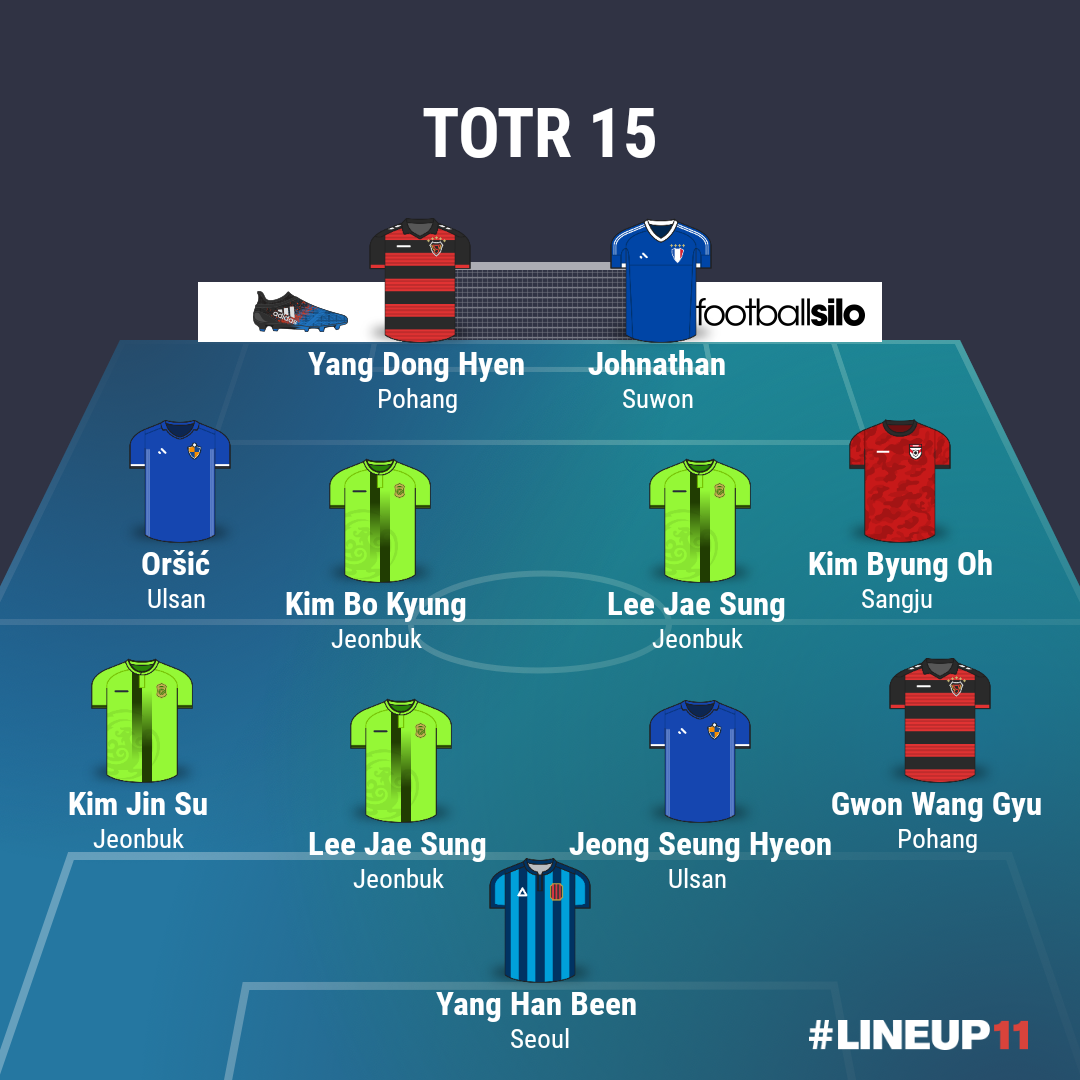 TOTR 15
adidas
footballsilo
Yang Dong Hyen
Pohang
Johnathan
Suwon
Oršić
Ulsan
Kim Bo Kyung
Jeonbuk
Lee Jae Sung
Jeonbuk
Kim Byung Oh
Sangju
Kim Jin Su
Jeonbuk
Lee Jae Sung
Jeonbuk
Jeong Seung Hyeon
Ulsan
Gwon Wang Gyu
Pohang
Yang Han Been
Seoul
#LINEUP11